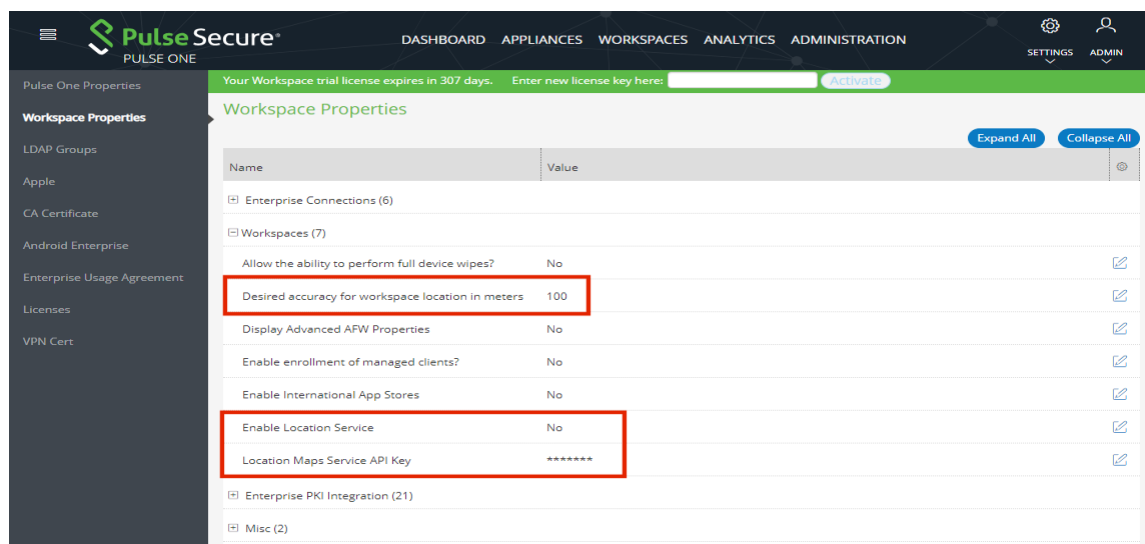 Pulse Secure®
PULSE ONE
DASHBOARD APPLIANCES WORKSPACES ANALYTICS ADMINISTRATION
SETTINGS ADMIN
Pulse One Properties
Workspace Properties
LDAP Groups
Apple
CA Certificate
Android Enterprise
Enterprise Usage Agreement
Licenses
VPN Cert
Your Workspace trial license expires in 307 days. Enter new license key here: Activate
Workspace Properties
Expand All Collapse All
Name Value
Enterprise Connections (6)
Workspaces (7)
Allow the ability to perform full device wipes? No
Desired accuracy for workspace location in meters 100
Display Advanced AFW Properties No
Enable enrollment of managed clients? No
Enable International App Stores No
Enable Location Service No
Location Maps Service API Key *******
Enterprise PKI Integration (21)
Misc (2)